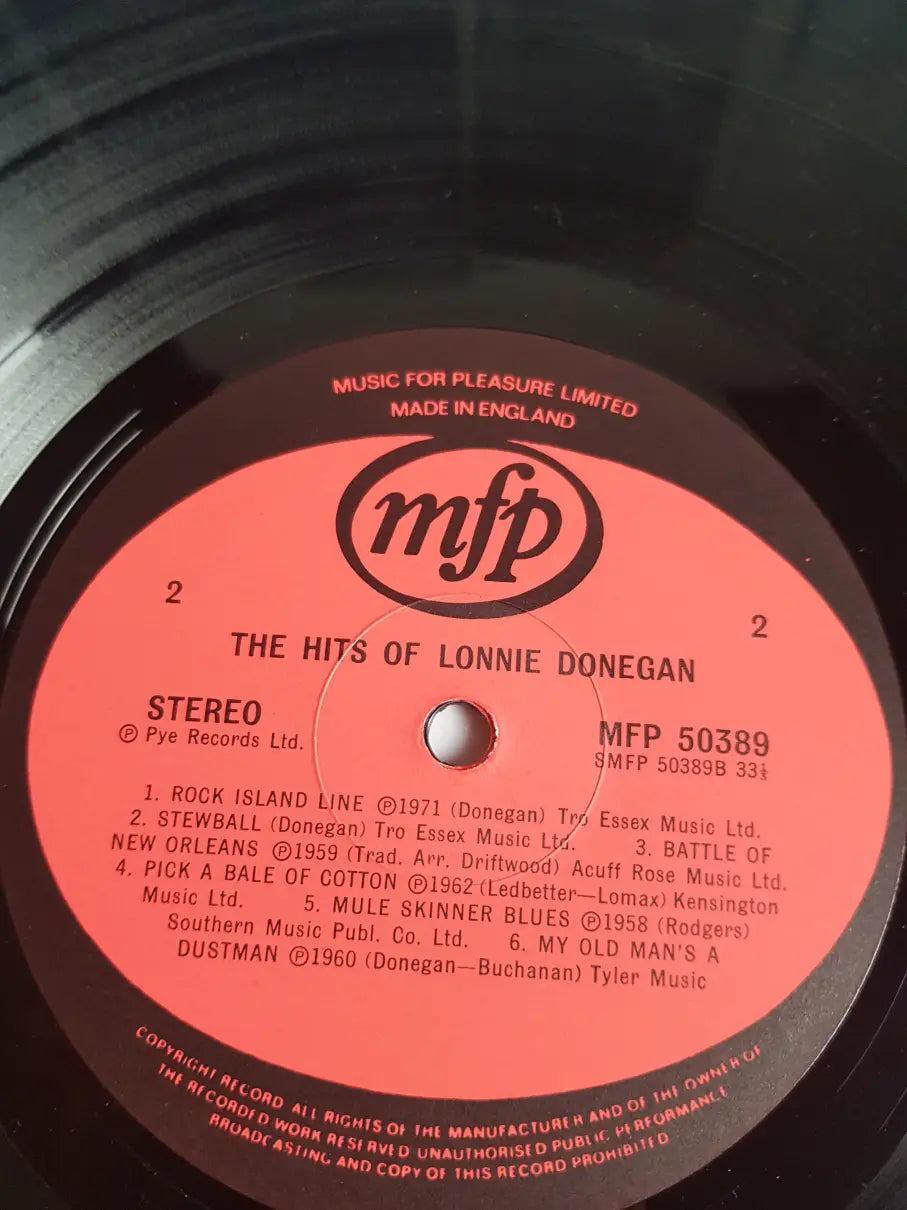 MUSIC FOR PLEASURE LIMITED
MADE IN ENGLAND
mfp
2
2
THE HITS OF LONNIE DONEGAN
STEREO
℗ Pye Records Ltd.
MFP 50389
SMFP 50389B 33⅓
1. ROCK ISLAND LINE ℗1971 (Donegan) Tro Essex Music Ltd.
2. STEWBALL (Donegan) Tro Essex Music Ltd. 3. BATTLE OF
NEW ORLEANS ℗1959 (Trad. Arr. Driftwood) Acuff Rose Music Ltd.
4. PICK A BALE OF COTTON ℗1962 (Ledbetter—Lomax) Kensington
Music Ltd. 5. MULE SKINNER BLUES ℗1958 (Rodgers)
Southern Music Publ. Co. Ltd. 6. MY OLD MAN'S A
DUSTMAN ℗1960 (Donegan—Buchanan) Tyler Music
COPYRIGHT RECORD ALL RIGHTS OF THE MANUFACTURER AND OF THE OWNER OF
THE RECORDED WORK RESERVED UNAUTHORISED PUBLIC PERFORMANCE
BROADCASTING AND COPY OF THIS RECORD PROHIBITED